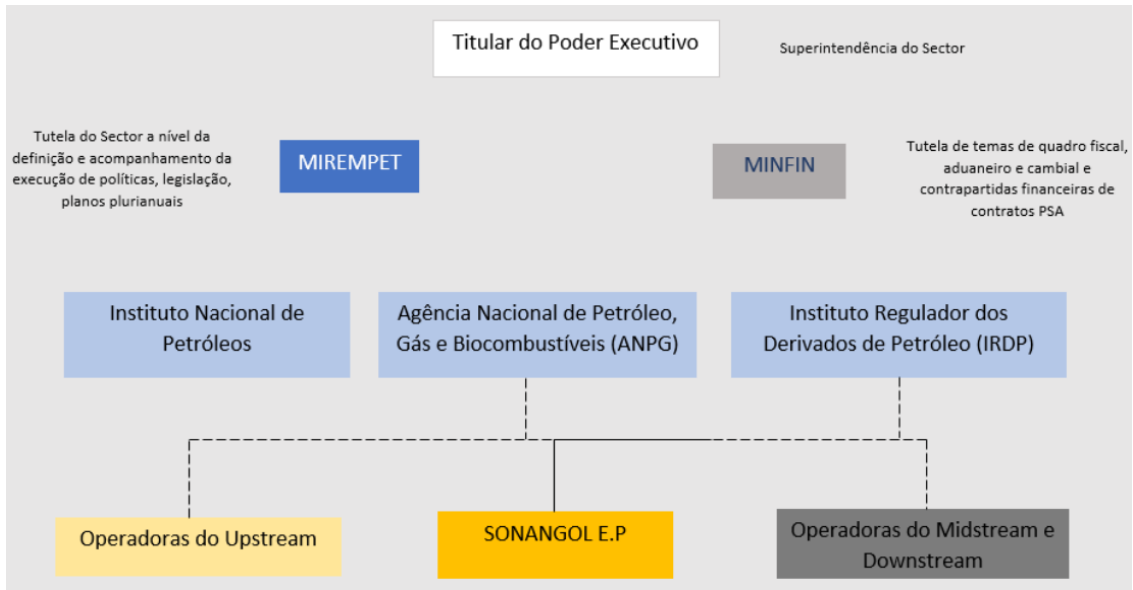 Titular do Poder Executivo
Superintendência do Sector
Tutela do Sector a nível da
definição e acompanhamento da
execução de políticas, legislação,
planos plurianuais
MIREMPET
MINFIN
Tutela de temas de quadro fiscal,
aduaneiro e cambial e
contrapartidas financeiras de
contratos PSA
Instituto Nacional de
Petróleos
Agência Nacional de Petróleo,
Gás e Biocombustíveis (ANPG)
Instituto Regulador dos
Derivados de Petróleo (IRDP)
Operadoras do Upstream
SONANGOL E.P
Operadoras do Midstream e
Downstream